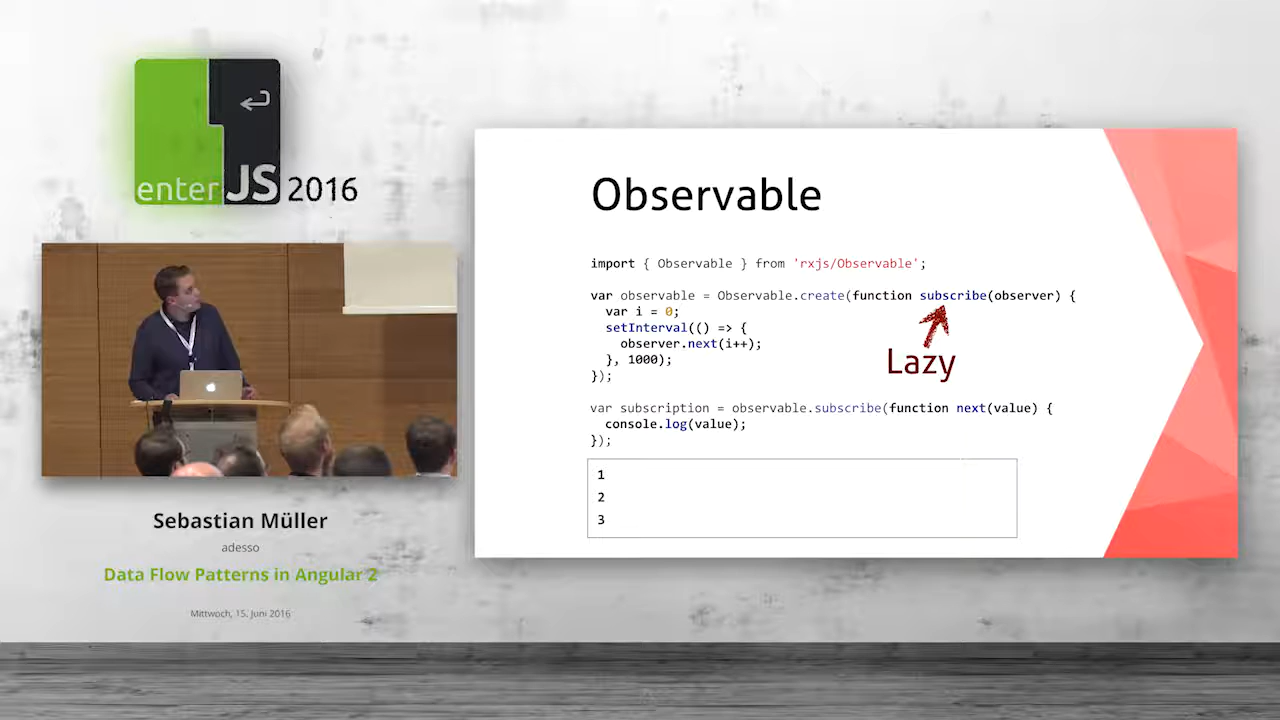 enterJS 2016
Sebastian Müller
adesso
Data Flow Patterns in Angular 2
Mittwoch, 15. Juni 2016
Observable
import { Observable } from 'rxjs/Observable';
var observable = Observable.create(function subscribe(observer) {
  var i = 0;
  setInterval(() => {
    observer.next(i++);
  }, 1000);
});
Lazy
var subscription = observable.subscribe(function next(value) {
  console.log(value);
});
1
2
3